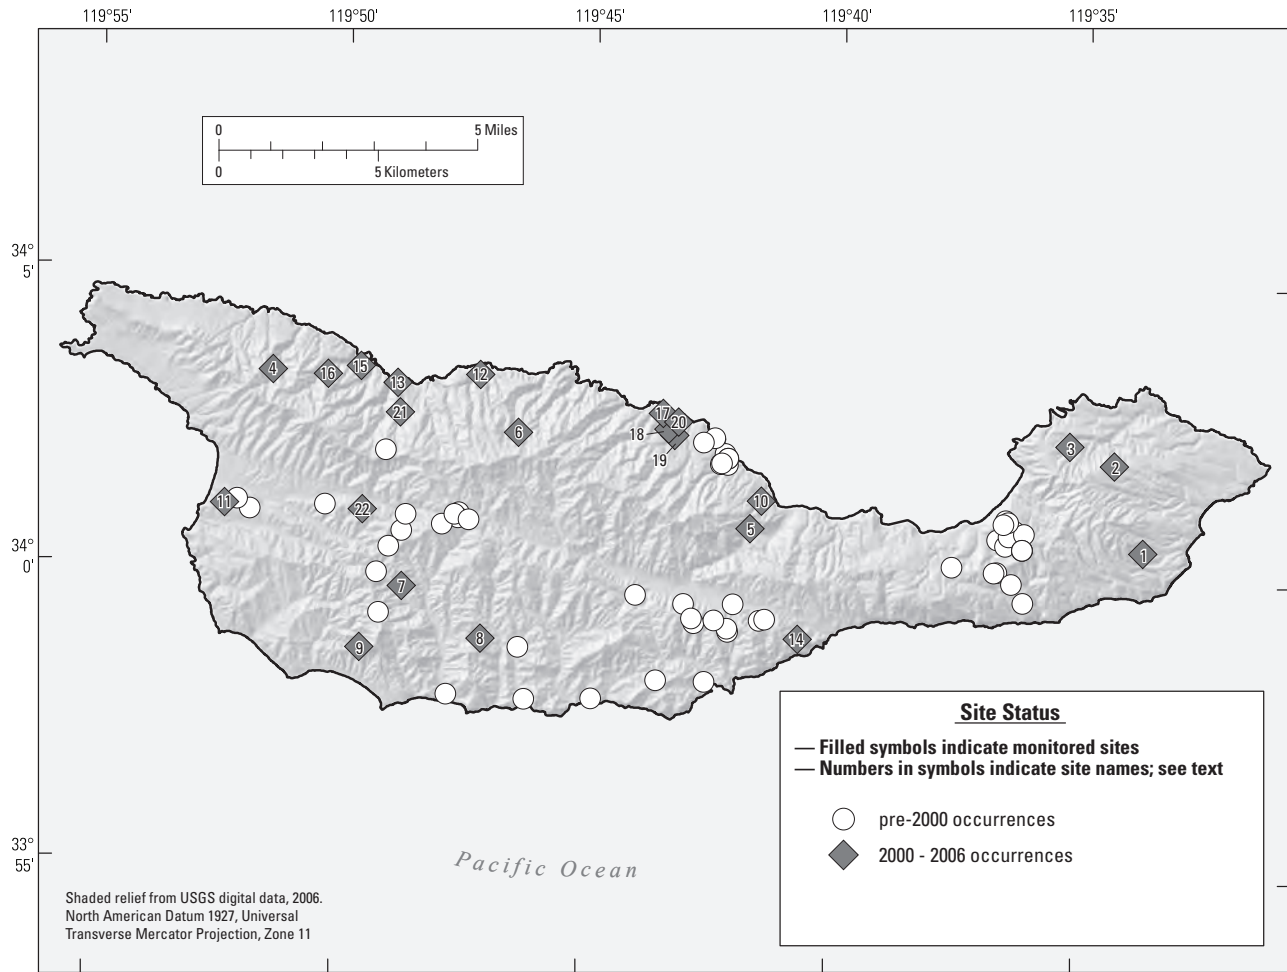 119°55' 119°50' 119°45' 119°40' 119°35'
0 5 Miles
0 5 Kilometers
34°
5'
4 16 15 13 12
21 17 20
6 18
19
3
2
11 22 10
5
34°
0'
1
7
8 14
9
Site Status
— Filled symbols indicate monitored sites
— Numbers in symbols indicate site names; see text
pre-2000 occurrences
2000 - 2006 occurrences
33°
55'
Pacific Ocean
Shaded relief from USGS digital data, 2006.
North American Datum 1927, Universal
Transverse Mercator Projection, Zone 11